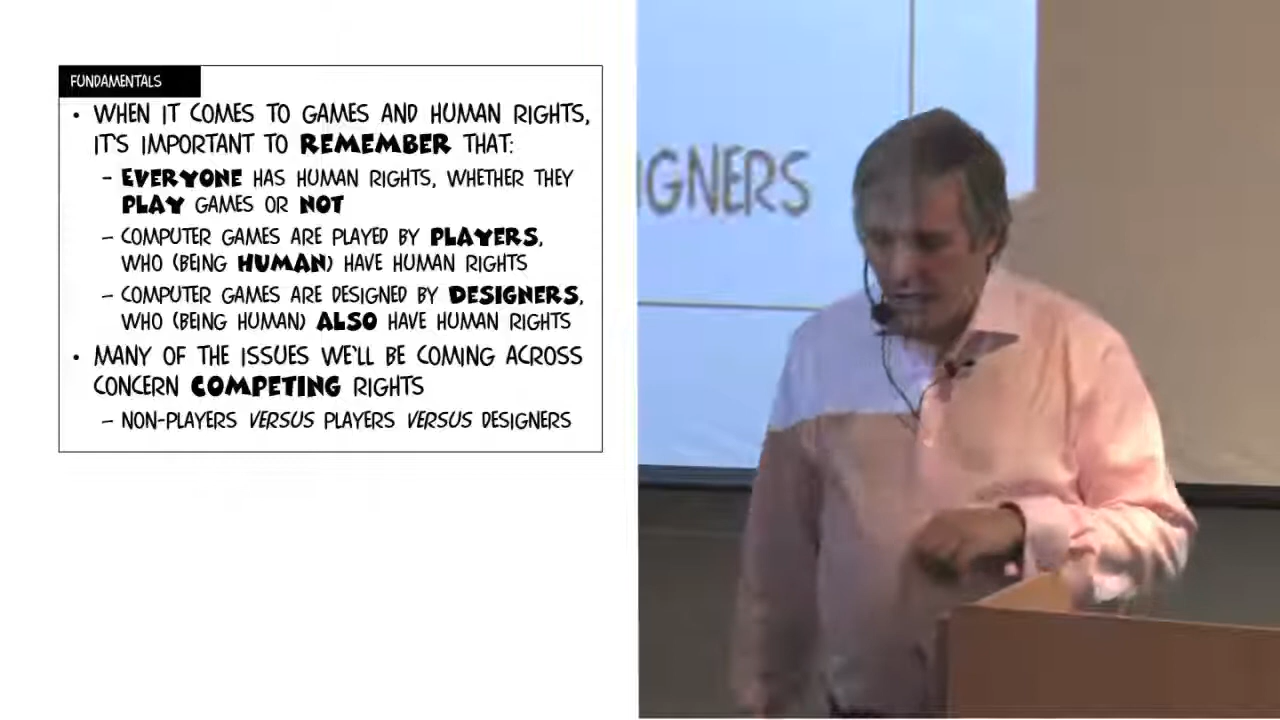 FUNDAMENTALS
• WHEN IT COMES TO GAMES AND HUMAN RIGHTS,
IT'S IMPORTANT TO REMEMBER THAT:
– EVERYONE HAS HUMAN RIGHTS, WHETHER THEY
PLAY GAMES OR NOT
– COMPUTER GAMES ARE PLAYED BY PLAYERS,
WHO (BEING HUMAN) HAVE HUMAN RIGHTS
– COMPUTER GAMES ARE DESIGNED BY DESIGNERS,
WHO (BEING HUMAN) ALSO HAVE HUMAN RIGHTS
• MANY OF THE ISSUES WE'LL BE COMING ACROSS
CONCERN COMPETING RIGHTS
– NON-PLAYERS VERSUS PLAYERS VERSUS DESIGNERS
IGNERS